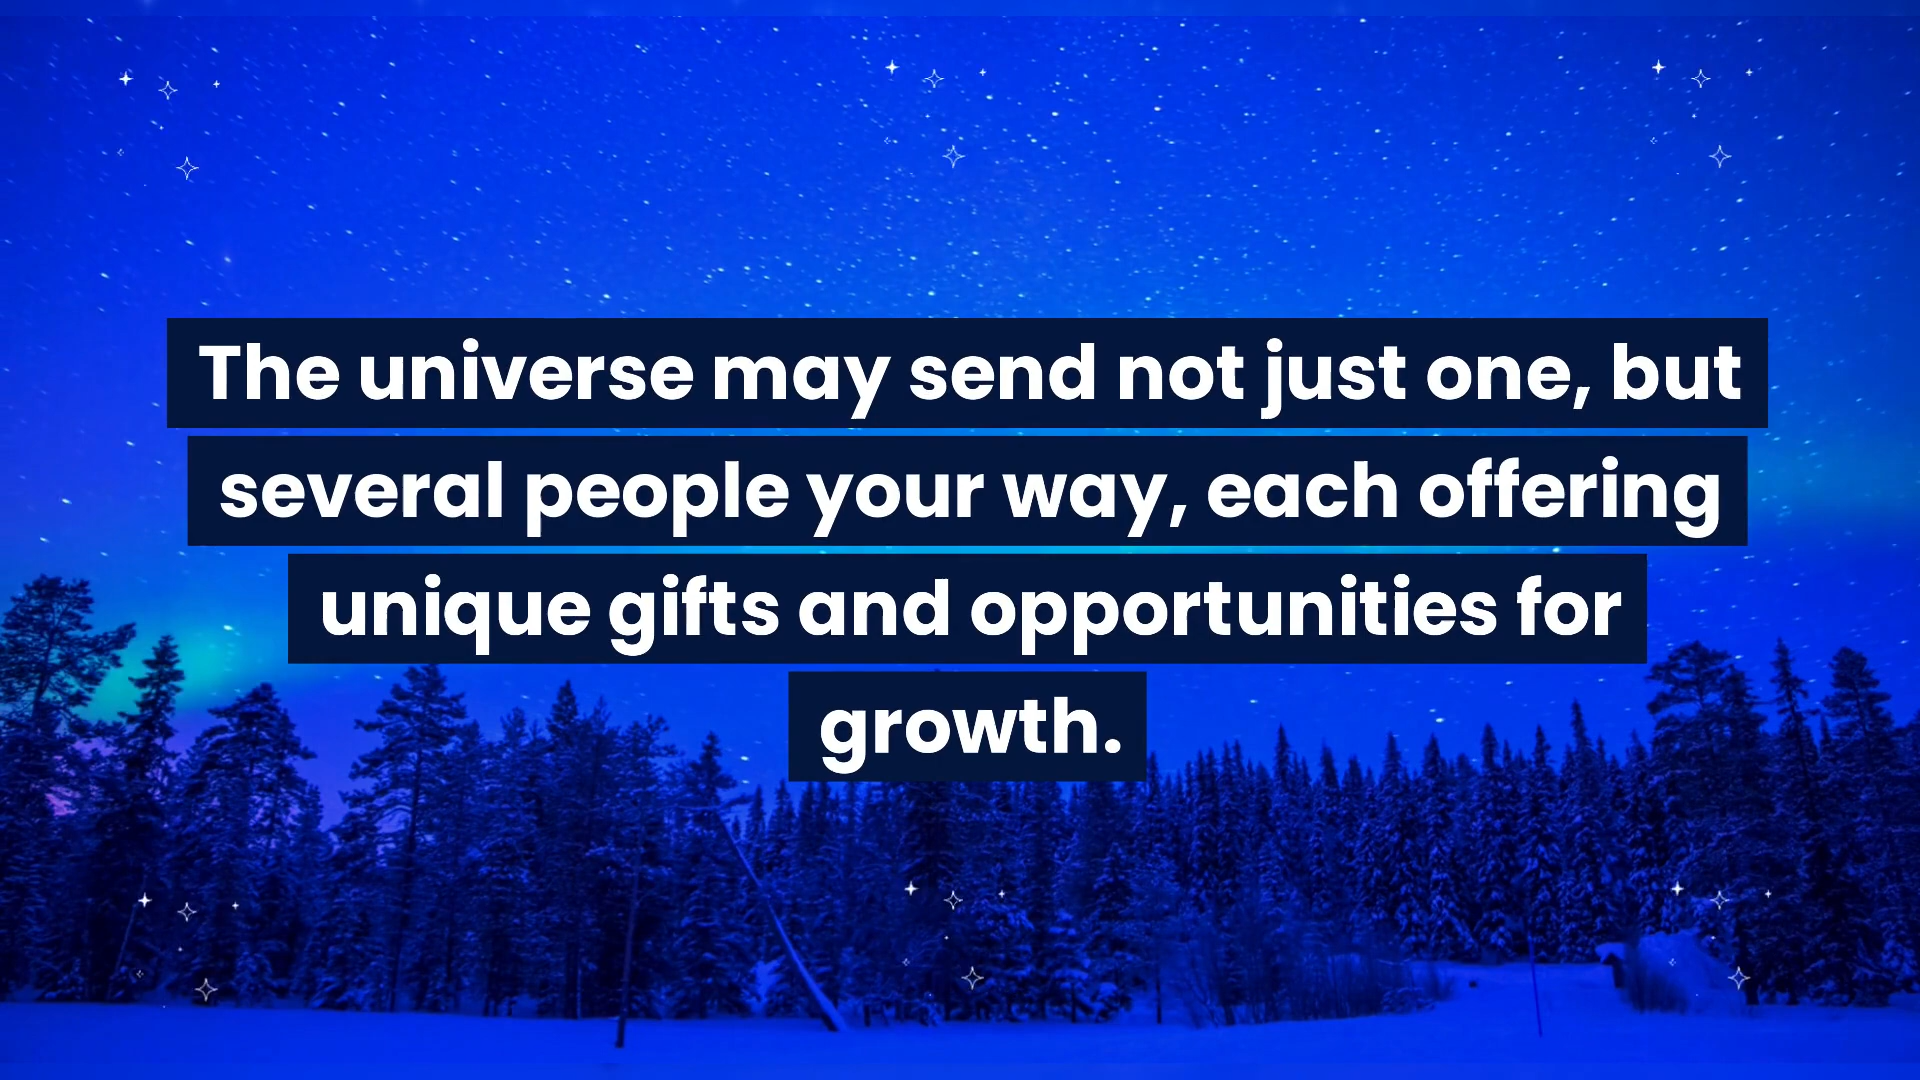 The universe may send not just one, but
several people your way, each offering
unique gifts and opportunities for
growth.